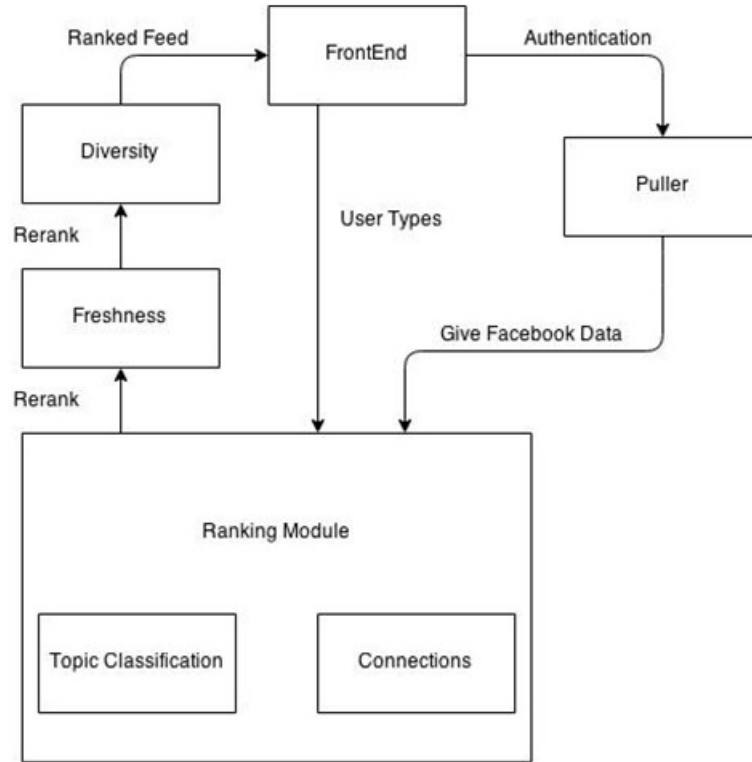 Ranked Feed
FrontEnd
Authentication
Diversity
Puller
Rerank
User Types
Freshness
Give Facebook Data
Rerank
Ranking Module
Topic Classification
Connections